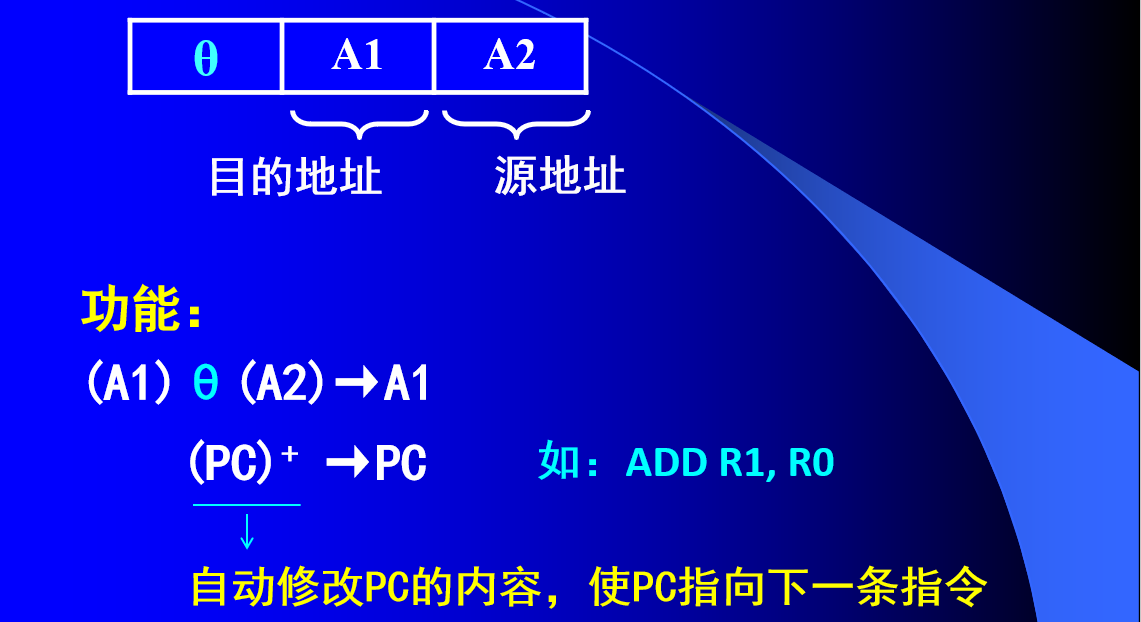 θ A1 A2
目的地址 源地址
功能：
(A1) θ (A2)→A1
(PC)⁺ →PC 如：ADD R1, R0
自动修改PC的内容，使PC指向下一条指令